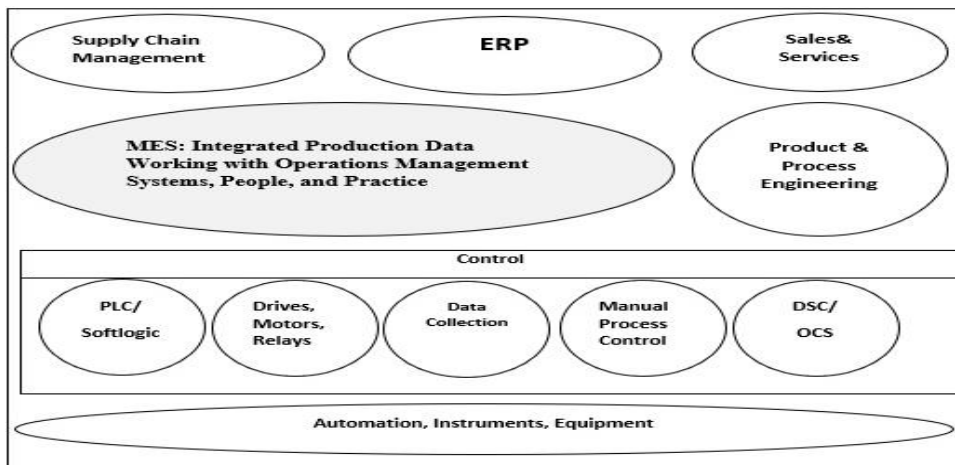 Supply Chain
Management
ERP
Sales&
Services
MES: Integrated Production Data
Working with Operations Management
Systems, People, and Practice
Product &
Process
Engineering
Control
PLC/
Softlogic
Drives,
Motors,
Relays
Data
Collection
Manual
Process
Control
DSC/
OCS
Automation, Instruments, Equipment